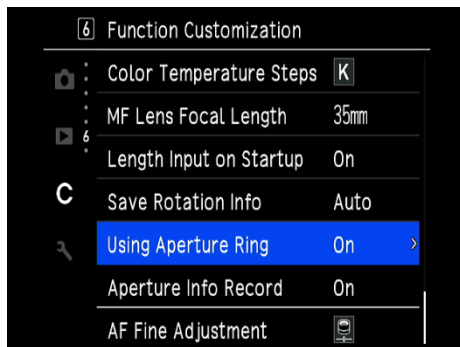 6 Function Customization
Color Temperature Steps K
MF Lens Focal Length 35mm
6
Length Input on Startup On
C
Save Rotation Info Auto
Using Aperture Ring On >
Aperture Info Record On
AF Fine Adjustment